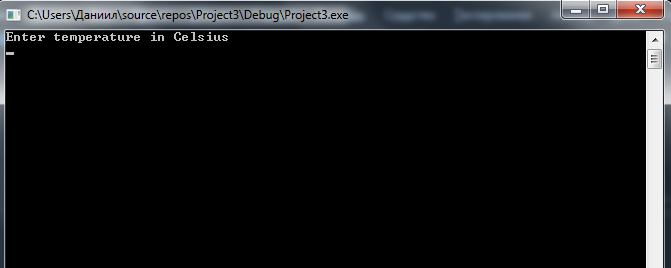 C:\Users\Даниил\source\repos\Project3\Debug\Project3.exe
Enter temperature in Celsius